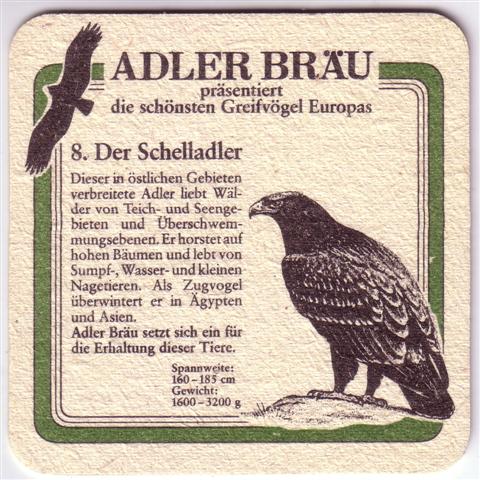 ADLER BRÄU
präsentiert
die schönsten Greifvögel Europas
8. Der Schelladler
Dieser in östlichen Gebieten
verbreitete Adler liebt Wäl-
der von Teich- und Seenge-
bieten und Überschwem-
mungsebenen. Er horstet auf
hohen Bäumen und lebt von
Sumpf-, Wasser- und kleinen
Nagetieren. Als Zugvogel
überwintert er in Ägypten
und Asien.
Adler Bräu setzt sich ein für
die Erhaltung dieser Tiere.
Spannweite:
160–185 cm
Gewicht:
1600–3200 g